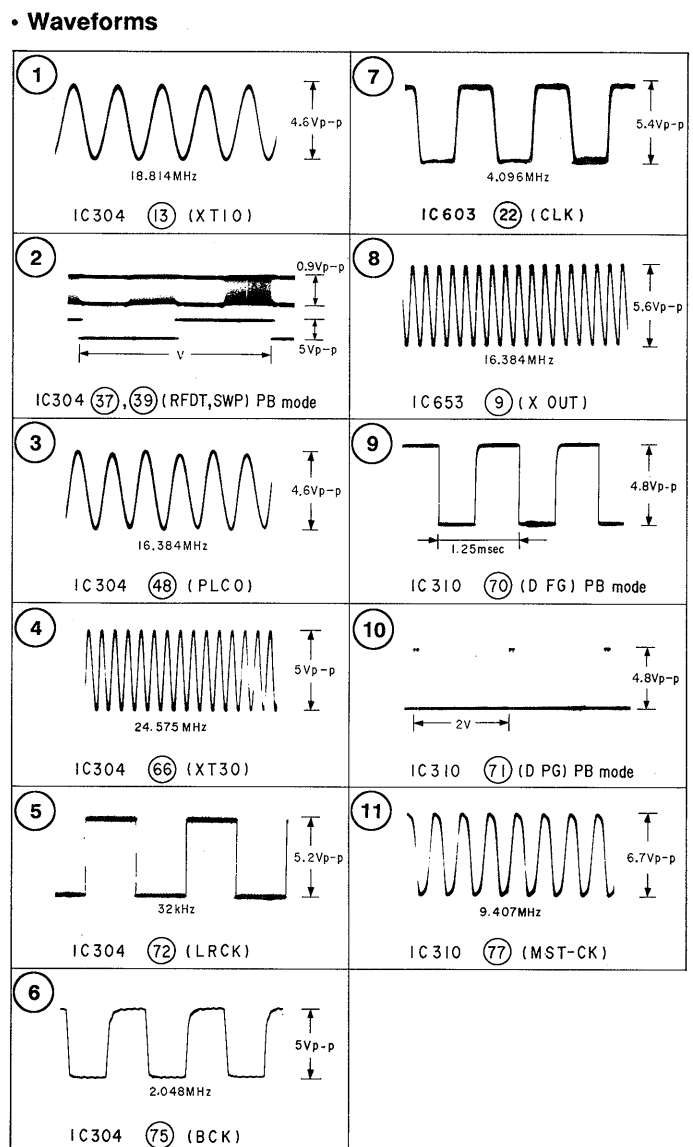 • Waveforms
1
4.6Vp-p
18.814MHz
IC304 13 (XTIO)
2
0.9Vp-p
5Vp-p
V
IC304 37, 39 (RFDT,SWP) PB mode
3
4.6Vp-p
16.384MHz
IC304 48 (PLCO)
4
5Vp-p
24.575 MHz
IC304 66 (XT30)
5
5.2Vp-p
32kHz
IC304 72 (LRCK)
6
5Vp-p
2.048MHz
IC304 75 (BCK)
7
5.4Vp-p
4.096MHz
IC603 22 (CLK)
8
5.6Vp-p
16.384MHz
IC653 9 (X OUT)
9
4.8Vp-p
1.25msec
IC310 70 (D FG) PB mode
10
4.8Vp-p
2V
IC310 71 (D PG) PB mode
11
6.7Vp-p
9.407MHz
IC310 77 (MST-CK)